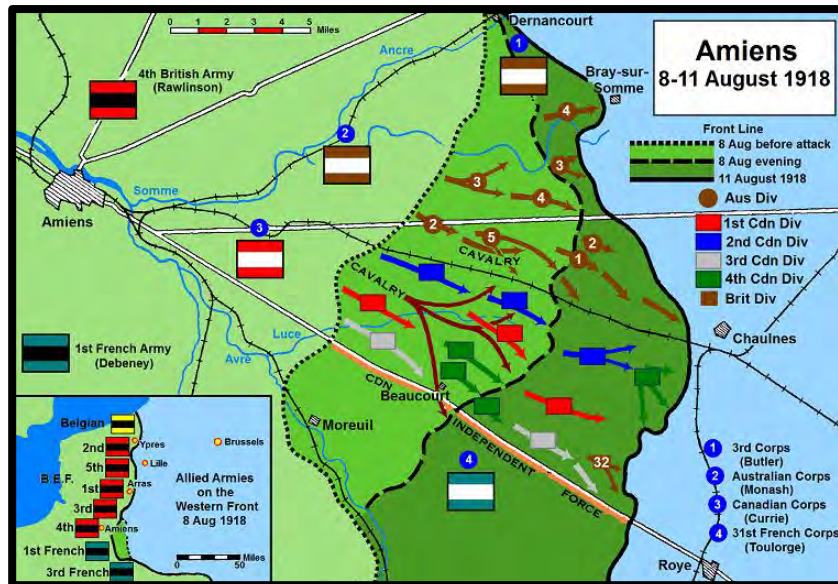 Amiens
8-11 August 1918
0 1 2 3 4 5
Miles
Dernancourt
1
Ancre
4th British Army
(Rawlinson)
Bray-sur-
Somme
4
Front Line
8 Aug before attack
8 Aug evening
11 August 1918
Aus Div
1st Cdn Div
2nd Cdn Div
3rd Cdn Div
4th Cdn Div
Brit Div
2
3
3
4
Somme
Amiens
3
2
5
2
1
CAVALRY
CAVALRY
Luce
Avre
1st French Army
(Debeney)
Chaulnes
CDN
Beaucourt
Moreuil
INDEPENDENT
FORCE
4
32
Roye
1
3rd Corps
(Butler)
2
Australian Corps
(Monash)
3
Canadian Corps
(Currie)
4
31st French Corps
(Toulorge)
Belgian
2nd
Ypres
Brussels
5th
Lille
B.E.F.
1st
Arras
3rd
4th
Amiens
1st French
3rd French
Allied Armies
on the
Western Front
8 Aug 1918
0 Miles 50